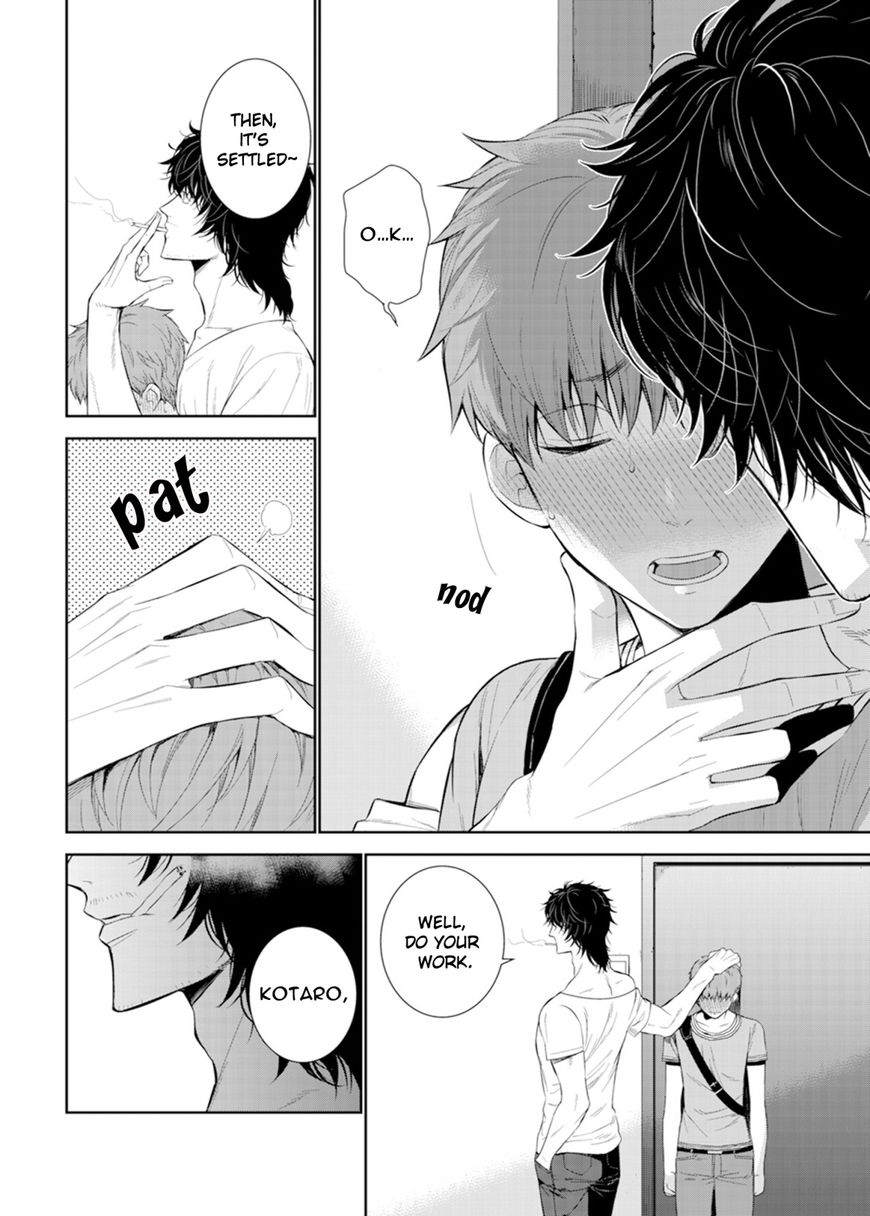 O...K...
nod
THEN,
IT'S
SETTLED~
pat
WELL,
DO YOUR
WORK.
KOTARO,